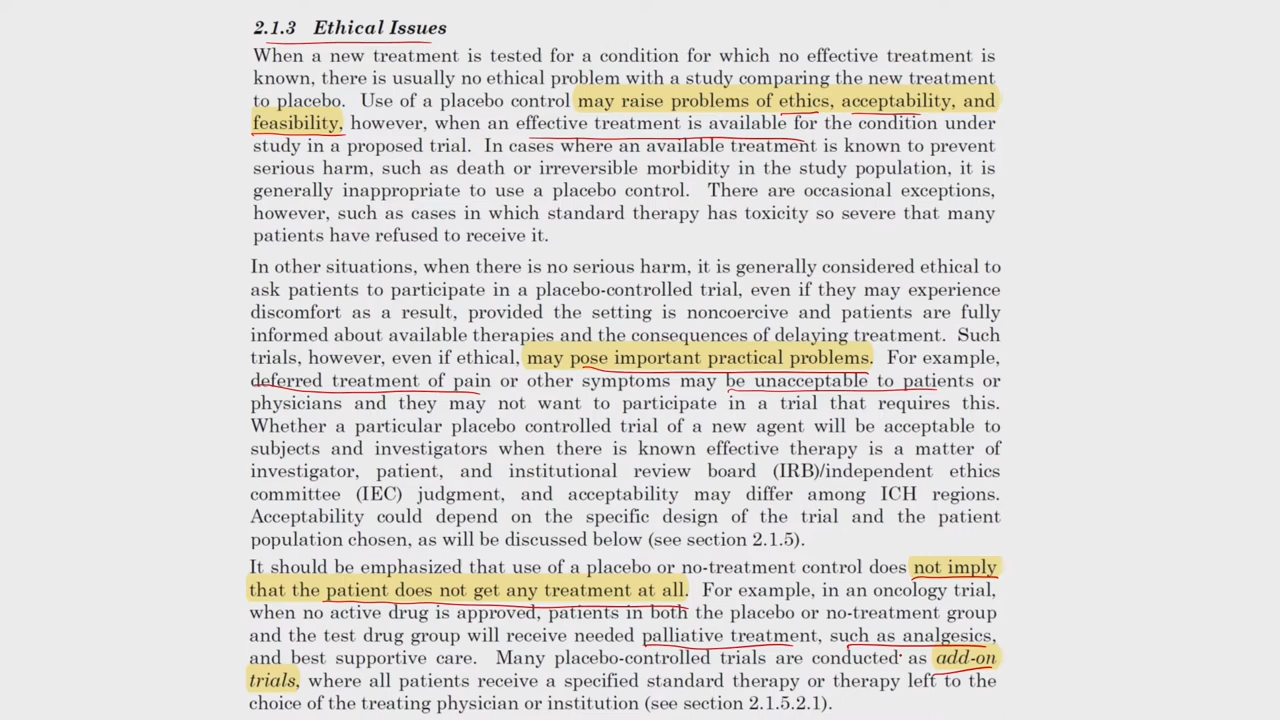 2.1.3 Ethical Issues
When a new treatment is tested for a condition for which no effective treatment is
known, there is usually no ethical problem with a study comparing the new treatment
to placebo. Use of a placebo control may raise problems of ethics, acceptability, and
feasibility, however, when an effective treatment is available for the condition under
study in a proposed trial. In cases where an available treatment is known to prevent
serious harm, such as death or irreversible morbidity in the study population, it is
generally inappropriate to use a placebo control. There are occasional exceptions,
however, such as cases in which standard therapy has toxicity so severe that many
patients have refused to receive it.
In other situations, when there is no serious harm, it is generally considered ethical to
ask patients to participate in a placebo-controlled trial, even if they may experience
discomfort as a result, provided the setting is noncoercive and patients are fully
informed about available therapies and the consequences of delaying treatment. Such
trials, however, even if ethical, may pose important practical problems. For example,
deferred treatment of pain or other symptoms may be unacceptable to patients or
physicians and they may not want to participate in a trial that requires this.
Whether a particular placebo controlled trial of a new agent will be acceptable to
subjects and investigators when there is known effective therapy is a matter of
investigator, patient, and institutional review board (IRB)/independent ethics
committee (IEC) judgment, and acceptability may differ among ICH regions.
Acceptability could depend on the specific design of the trial and the patient
population chosen, as will be discussed below (see section 2.1.5).
It should be emphasized that use of a placebo or no-treatment control does not imply
that the patient does not get any treatment at all. For example, in an oncology trial,
when no active drug is approved, patients in both the placebo or no-treatment group
and the test drug group will receive needed palliative treatment, such as analgesics,
and best supportive care. Many placebo-controlled trials are conducted as add-on
trials, where all patients receive a specified standard therapy or therapy left to the
choice of the treating physician or institution (see section 2.1.5.2.1).